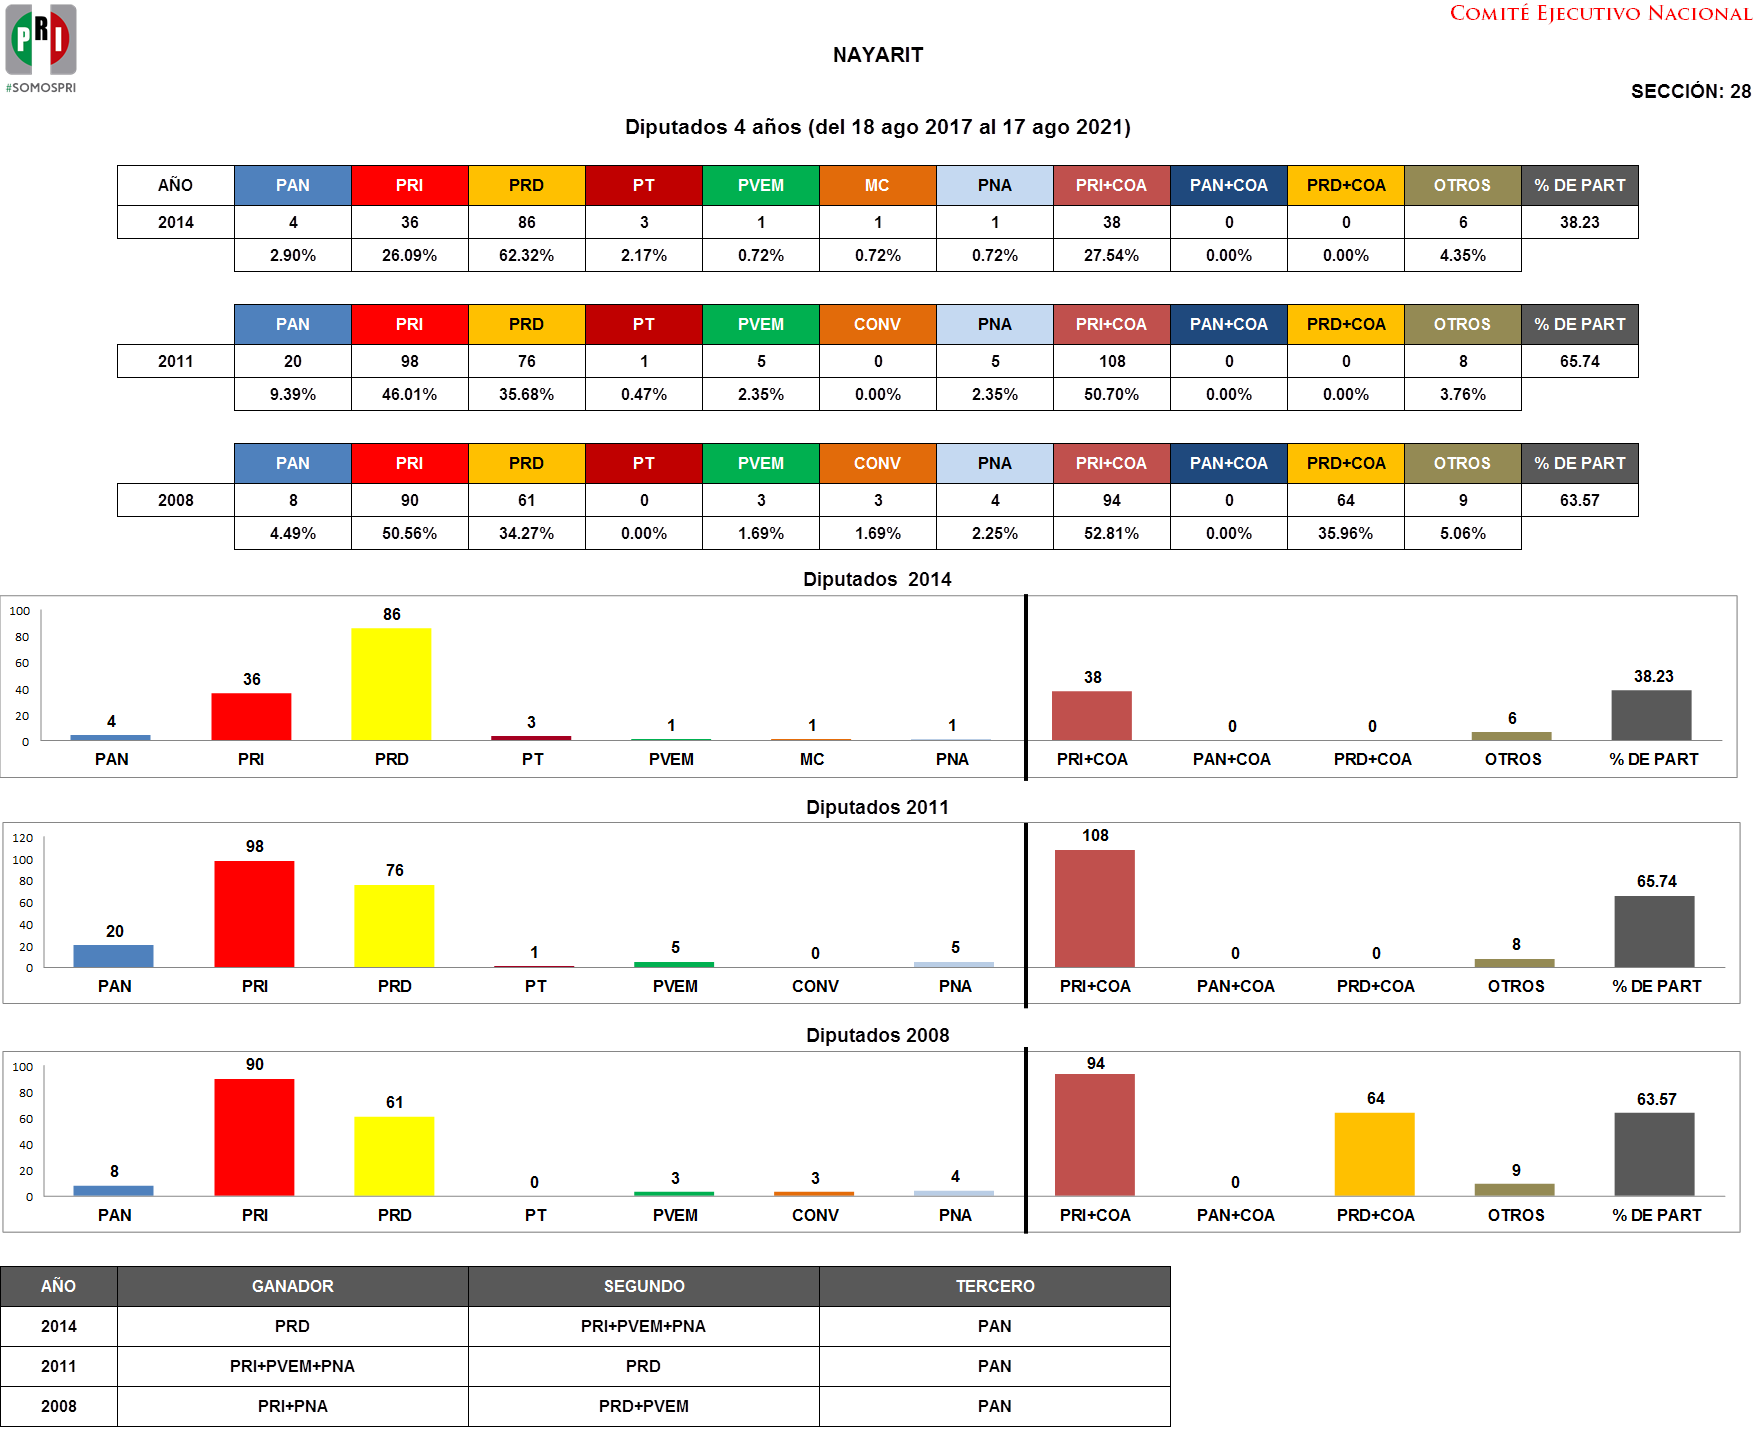 PRI
#SOMOSPRI
COMITÉ EJECUTIVO NACIONAL
NAYARIT
SECCIÓN: 28
Diputados 4 años (del 18 ago 2017 al 17 ago 2021)
AÑO PAN PRI PRD PT PVEM MC PNA PRI+COA PAN+COA PRD+COA OTROS % DE PART
2014 4 36 86 3 1 1 1 38 0 0 6 38.23
2.90% 26.09% 62.32% 2.17% 0.72% 0.72% 0.72% 27.54% 0.00% 0.00% 4.35%
PAN PRI PRD PT PVEM CONV PNA PRI+COA PAN+COA PRD+COA OTROS % DE PART
2011 20 98 76 1 5 0 5 108 0 0 8 65.74
9.39% 46.01% 35.68% 0.47% 2.35% 0.00% 2.35% 50.70% 0.00% 0.00% 3.76%
PAN PRI PRD PT PVEM CONV PNA PRI+COA PAN+COA PRD+COA OTROS % DE PART
2008 8 90 61 0 3 3 4 94 0 64 9 63.57
4.49% 50.56% 34.27% 0.00% 1.69% 1.69% 2.25% 52.81% 0.00% 35.96% 5.06%
Diputados 2014
100
80
60
40
20
0
4 36 86 3 1 1 1 38 0 0 6 38.23
PAN PRI PRD PT PVEM MC PNA PRI+COA PAN+COA PRD+COA OTROS % DE PART
Diputados 2011
120
100
80
60
40
20
0
20 98 76 1 5 0 5 108 0 0 8 65.74
PAN PRI PRD PT PVEM CONV PNA PRI+COA PAN+COA PRD+COA OTROS % DE PART
Diputados 2008
100
80
60
40
20
0
8 90 61 0 3 3 4 94 0 64 9 63.57
PAN PRI PRD PT PVEM CONV PNA PRI+COA PAN+COA PRD+COA OTROS % DE PART
AÑO GANADOR SEGUNDO TERCERO
2014 PRD PRI+PVEM+PNA PAN
2011 PRI+PVEM+PNA PRD PAN
2008 PRI+PNA PRD+PVEM PAN